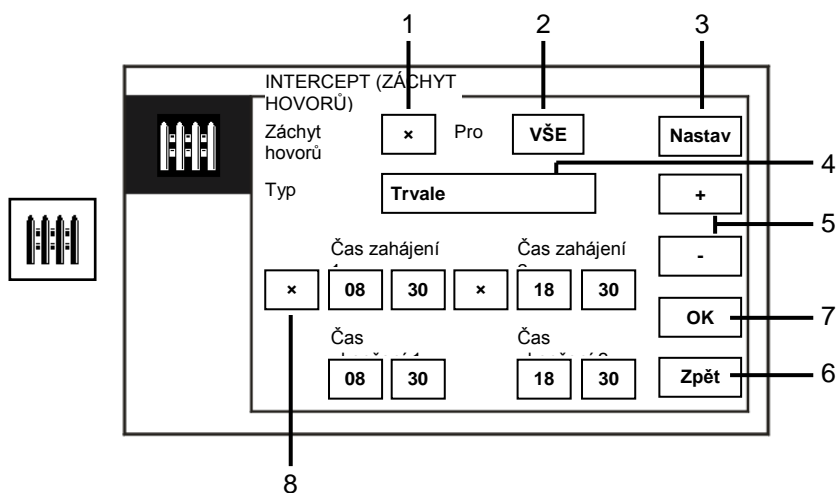 1 2 3
INTERCEPT (ZÁCHYT
HOVORŮ)
Záchyt
hovorů
×
Pro
VŠE
Nastav
4
Typ
Trvale
+
5
-
Čas zahájení
Čas zahájení
× 08 30 × 18 30
OK
7
Čas
Čas
08 30 18 30
Zpět
6
8